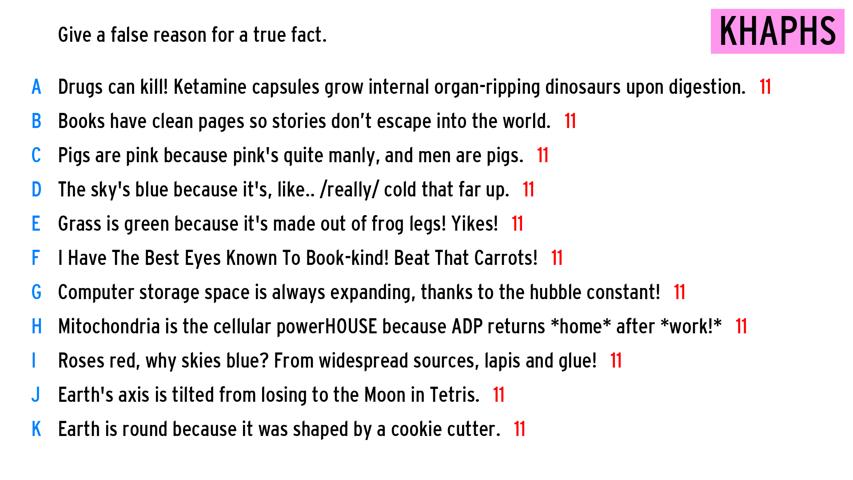 Give a false reason for a true fact.
KHAPHS
A Drugs can kill! Ketamine capsules grow internal organ-ripping dinosaurs upon digestion. 11
B Books have clean pages so stories don't escape into the world. 11
C Pigs are pink because pink's quite manly, and men are pigs. 11
D The sky's blue because it's, like.. /really/ cold that far up. 11
E Grass is green because it's made out of frog legs! Yikes! 11
F I Have The Best Eyes Known To Book-kind! Beat That Carrots! 11
G Computer storage space is always expanding, thanks to the hubble constant! 11
H Mitochondria is the cellular powerHOUSE because ADP returns *home* after *work!* 11
I Roses red, why skies blue? From widespread sources, lapis and glue! 11
J Earth's axis is tilted from losing to the Moon in Tetris. 11
K Earth is round because it was shaped by a cookie cutter. 11